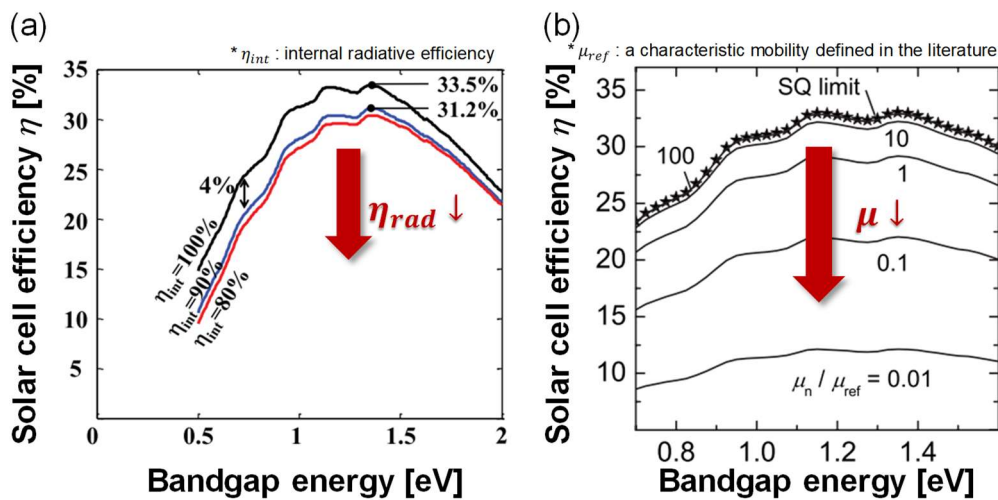 (a)
* η_int : internal radiative efficiency
Solar cell efficiency η [%]
35
30
25
20
15
10
5
0
0.5
1
1.5
2
33.5%
31.2%
4%
η_int=100%
η_int=90%
η_int=80%
η_rad ↓
Bandgap energy [eV]
(b)
* μ_ref : a characteristic mobility defined in the literature
Solar cell efficiency η [%]
35
30
25
20
15
10
0.8
1.0
1.2
1.4
SQ limit
100
10
1
0.1
μ ↓
μ_n / μ_ref = 0.01
Bandgap energy [eV]